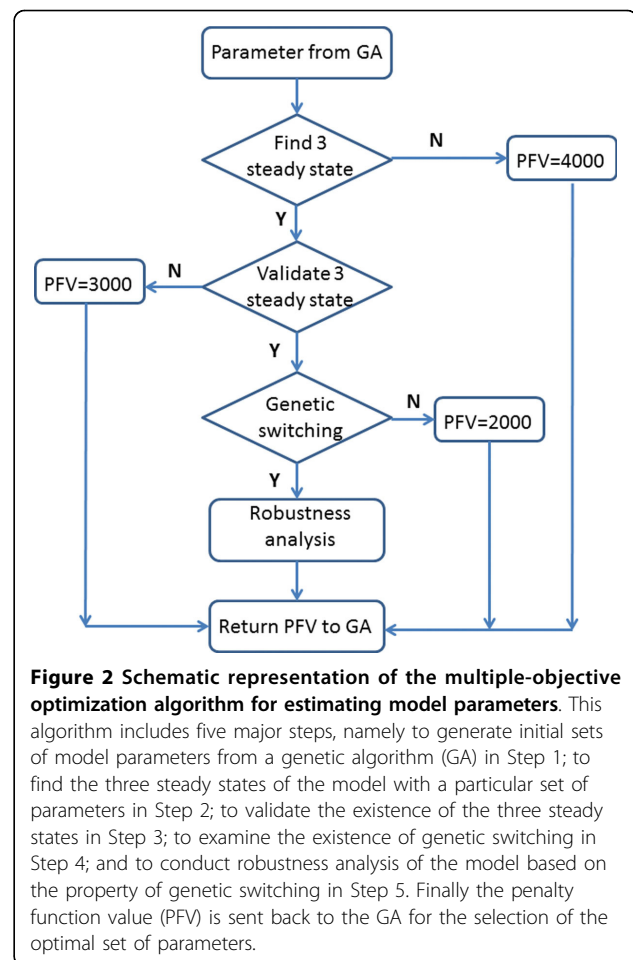 Parameter from GA
Find 3
steady state
N
PFV=4000
Y
Validate 3
steady state
N
PFV=3000
Y
Genetic
switching
N
PFV=2000
Y
Robustness
analysis
Return PFV to GA
Figure 2 Schematic representation of the multiple-objective
optimization algorithm for estimating model parameters. This
algorithm includes five major steps, namely to generate initial sets
of model parameters from a genetic algorithm (GA) in Step 1; to
find the three steady states of the model with a particular set of
parameters in Step 2; to validate the existence of the three steady
states in Step 3; to examine the existence of genetic switching in
Step 4; and to conduct robustness analysis of the model based on
the property of genetic switching in Step 5. Finally the penalty
function value (PFV) is sent back to the GA for the selection of the
optimal set of parameters.